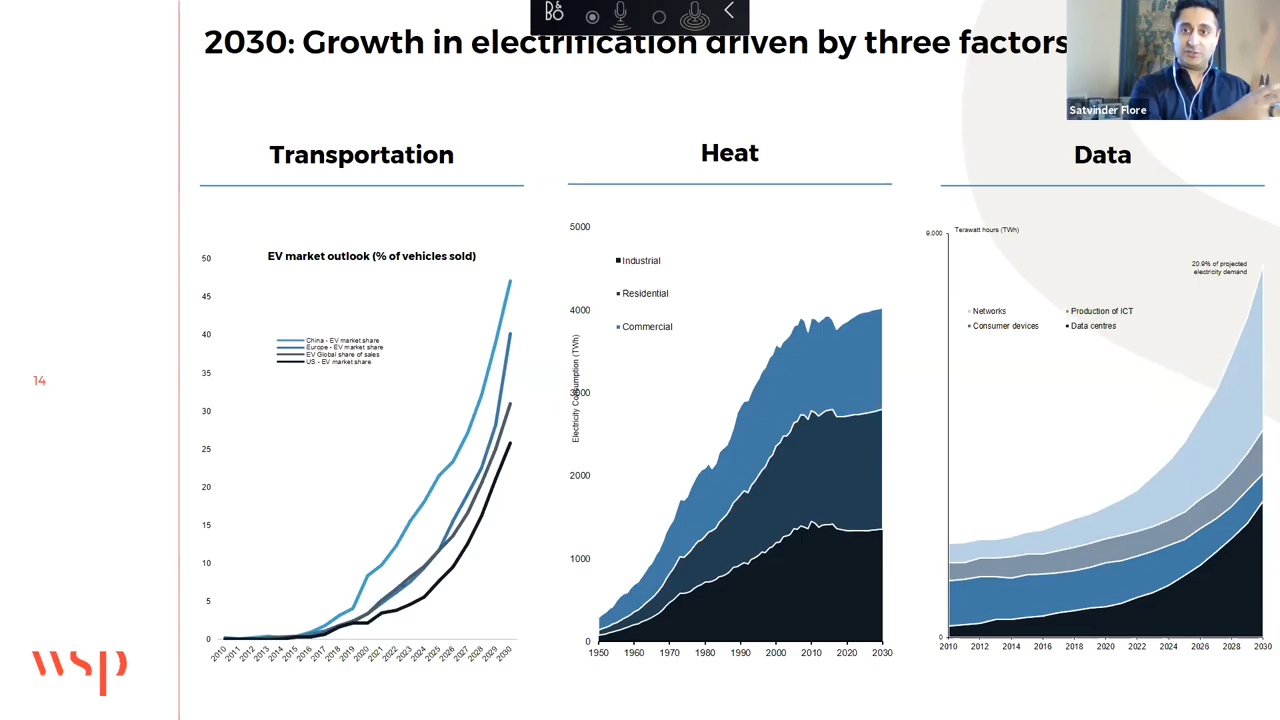 B&O
2030: Growth in electrification driven by three factors
Satvinder Flore
Transportation
Heat
Data
EV market outlook (% of vehicles sold)
50
45
40
35
30
25
20
15
10
5
0
China - EV market share
Europe - EV market share
EV Global share of sales
US - EV market share
2010 2011 2012 2013 2014 2015 2016 2017 2018 2019 2020 2021 2022 2023 2024 2025 2026 2027 2028 2029 2030
5000
4000
3000
2000
1000
0
Electricity Consumption (TWh)
Industrial
Residential
Commercial
1950 1960 1970 1980 1990 2000 2010 2020 2030
9,000
Terawatt hours (TWh)
20.9% of projected
electricity demand
Networks
Production of ICT
Consumer devices
Data centres
0
2010 2012 2014 2016 2018 2020 2022 2024 2026 2028 2030
14
wsp